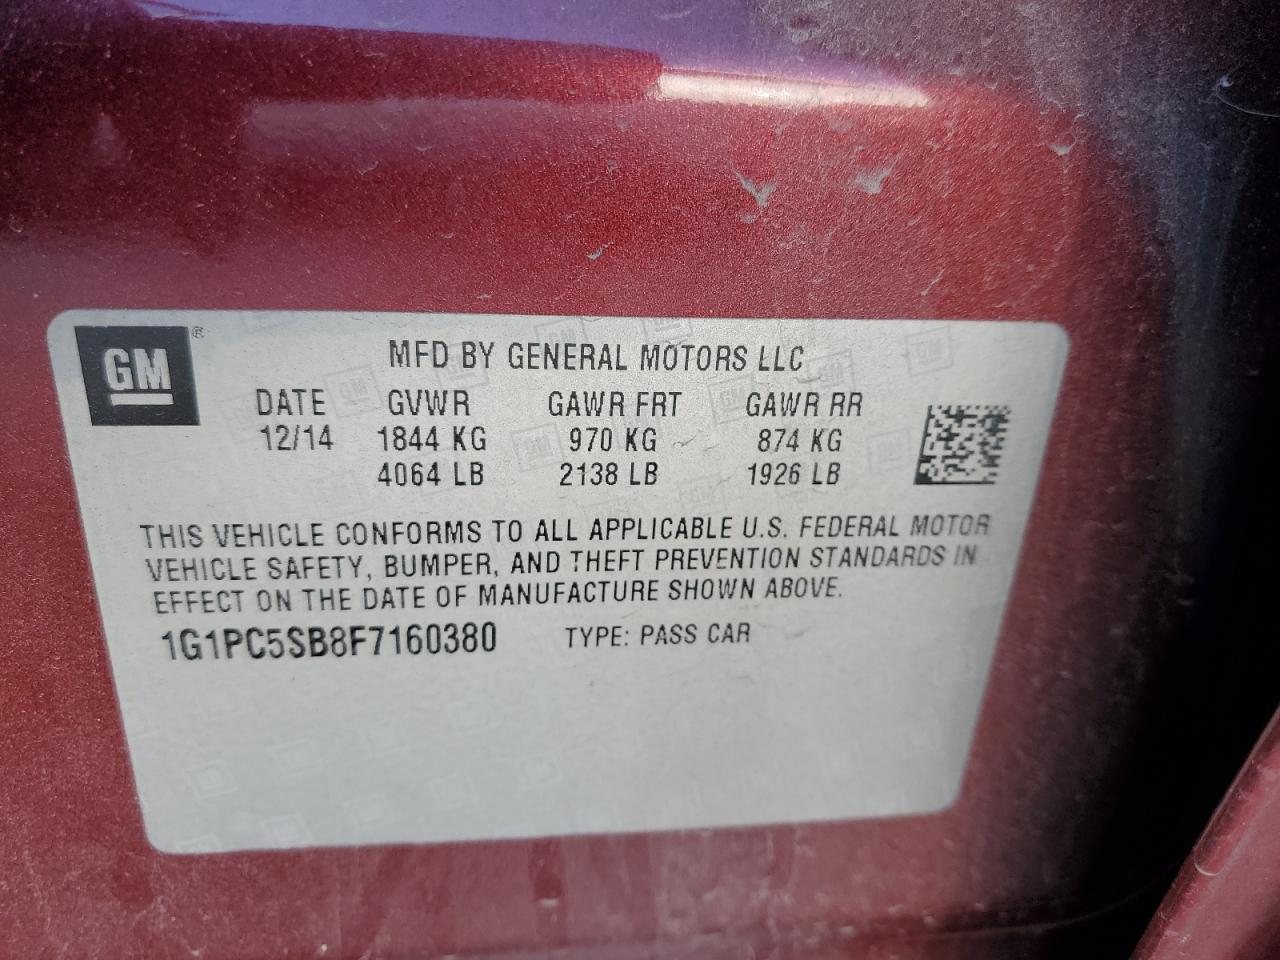 GM ®
MFD BY GENERAL MOTORS LLC
DATE GVWR GAWR FRT GAWR RR
12/14 1844 KG 970 KG 874 KG
4064 LB 2138 LB 1926 LB
THIS VEHICLE CONFORMS TO ALL APPLICABLE U.S. FEDERAL MOTOR
VEHICLE SAFETY, BUMPER, AND THEFT PREVENTION STANDARDS IN
EFFECT ON THE DATE OF MANUFACTURE SHOWN ABOVE.
1G1PC5SB8F7160380 TYPE: PASS CAR